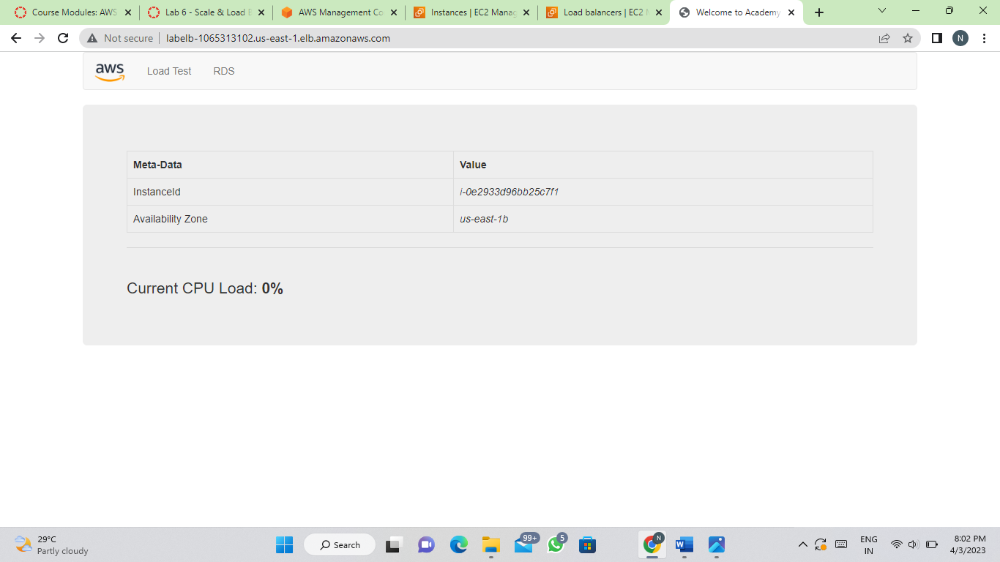 Course Modules: AWS
Lab 6 - Scale & Load B
AWS Management Co
Instances | EC2 Manag
Load balancers | EC2 M
Welcome to Academy
Not secure
labelb-1065313102.us-east-1.elb.amazonaws.com
N
aws
Load Test
RDS
Meta-Data
Value
InstanceId
i-0e2933d96bb25c7f1
Availability Zone
us-east-1b
Current CPU Load: 0%
29°C
Partly cloudy
Search
99+
5
N
ENG
IN
8:02 PM
4/3/2023